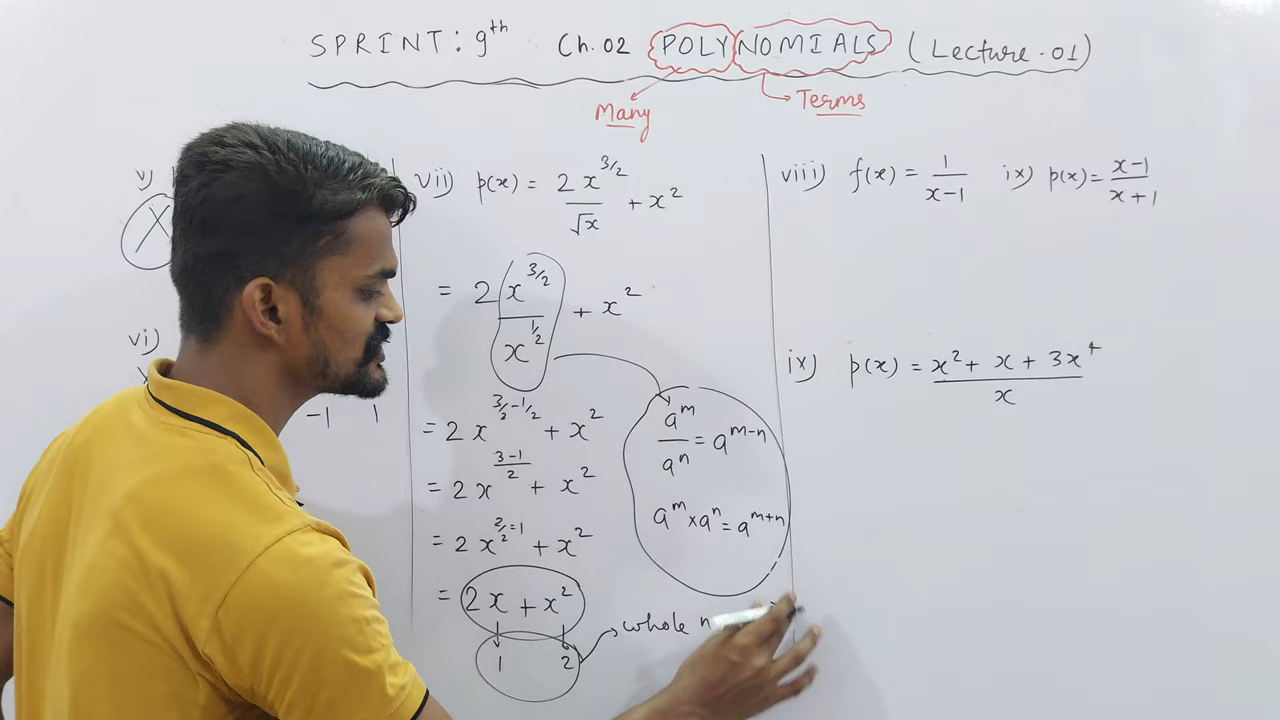 SPRINT: 9th Ch. 02 POLYNOMIALS (Lecture-01)
Many
Terms
v)
X
vi)
-1 1
vii) p(x) = 2x^{3/2}/√x + x²
= 2 x^{3/2}/x^{1/2} + x²
= 2x^{3/2-1/2} + x²
= 2x^{(3-1)/2} + x²
= 2x^{2/2=1} + x²
= 2x + x²
1 2
whole n
a^m/a^n = a^{m-n}
a^m × a^n = a^{m+n}
viii) f(x) = 1/(x-1) ix) p(x) = (x-1)/(x+1)
ix) p(x) = (x² + x + 3x⁴)/x